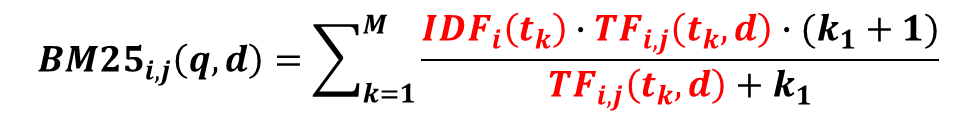 BM25_{i,j}(q, d) = \sum_{k=1}^{M} \frac{IDF_i(t_k) \cdot TF_{i,j}(t_k, d) \cdot (k_1 + 1)}{TF_{i,j}(t_k, d) + k_1}